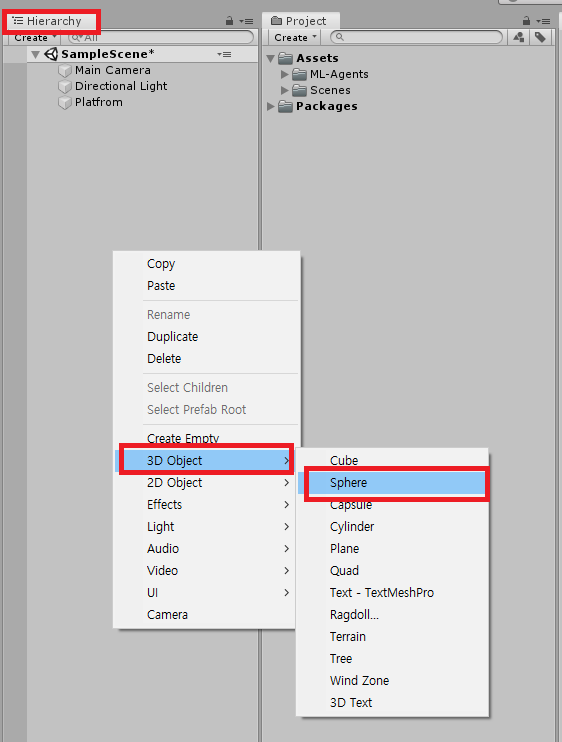 Hierarchy
Project
Create
All
Create
SampleScene*
Main Camera
Directional Light
Platfrom
Assets
ML-Agents
Scenes
Packages
Copy
Paste
Rename
Duplicate
Delete
Select Children
Select Prefab Root
Create Empty
3D Object
2D Object
Effects
Light
Audio
Video
UI
Camera
Cube
Sphere
Capsule
Cylinder
Plane
Quad
Text - TextMeshPro
Ragdoll...
Terrain
Tree
Wind Zone
3D Text